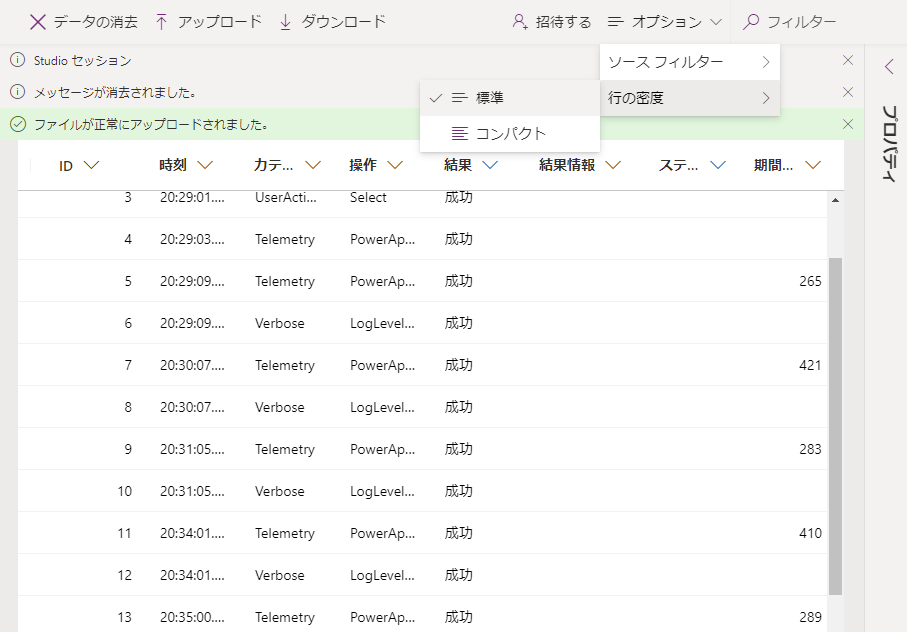 データの消去 アップロード ダウンロード 招待する オプション フィルター
Studio セッション
ソース フィルター
メッセージが消去されました。
標準
行の密度
ファイルが正常にアップロードされました。
コンパクト
プロパティ
ID 時刻 カテ... 操作 結果 結果情報 ステ... 期間...
3 20:29:01.... UserActi... Select 成功
4 20:29:03.... Telemetry PowerAp... 成功
5 20:29:09.... Telemetry PowerAp... 成功 265
6 20:29:09.... Verbose LogLevel... 成功
7 20:30:07.... Telemetry PowerAp... 成功 421
8 20:30:07.... Verbose LogLevel... 成功
9 20:31:05.... Telemetry PowerAp... 成功 283
10 20:31:05.... Verbose LogLevel... 成功
11 20:34:01.... Telemetry PowerAp... 成功 410
12 20:34:01.... Verbose LogLevel... 成功
13 20:35:00.... Telemetry PowerAp... 成功 289